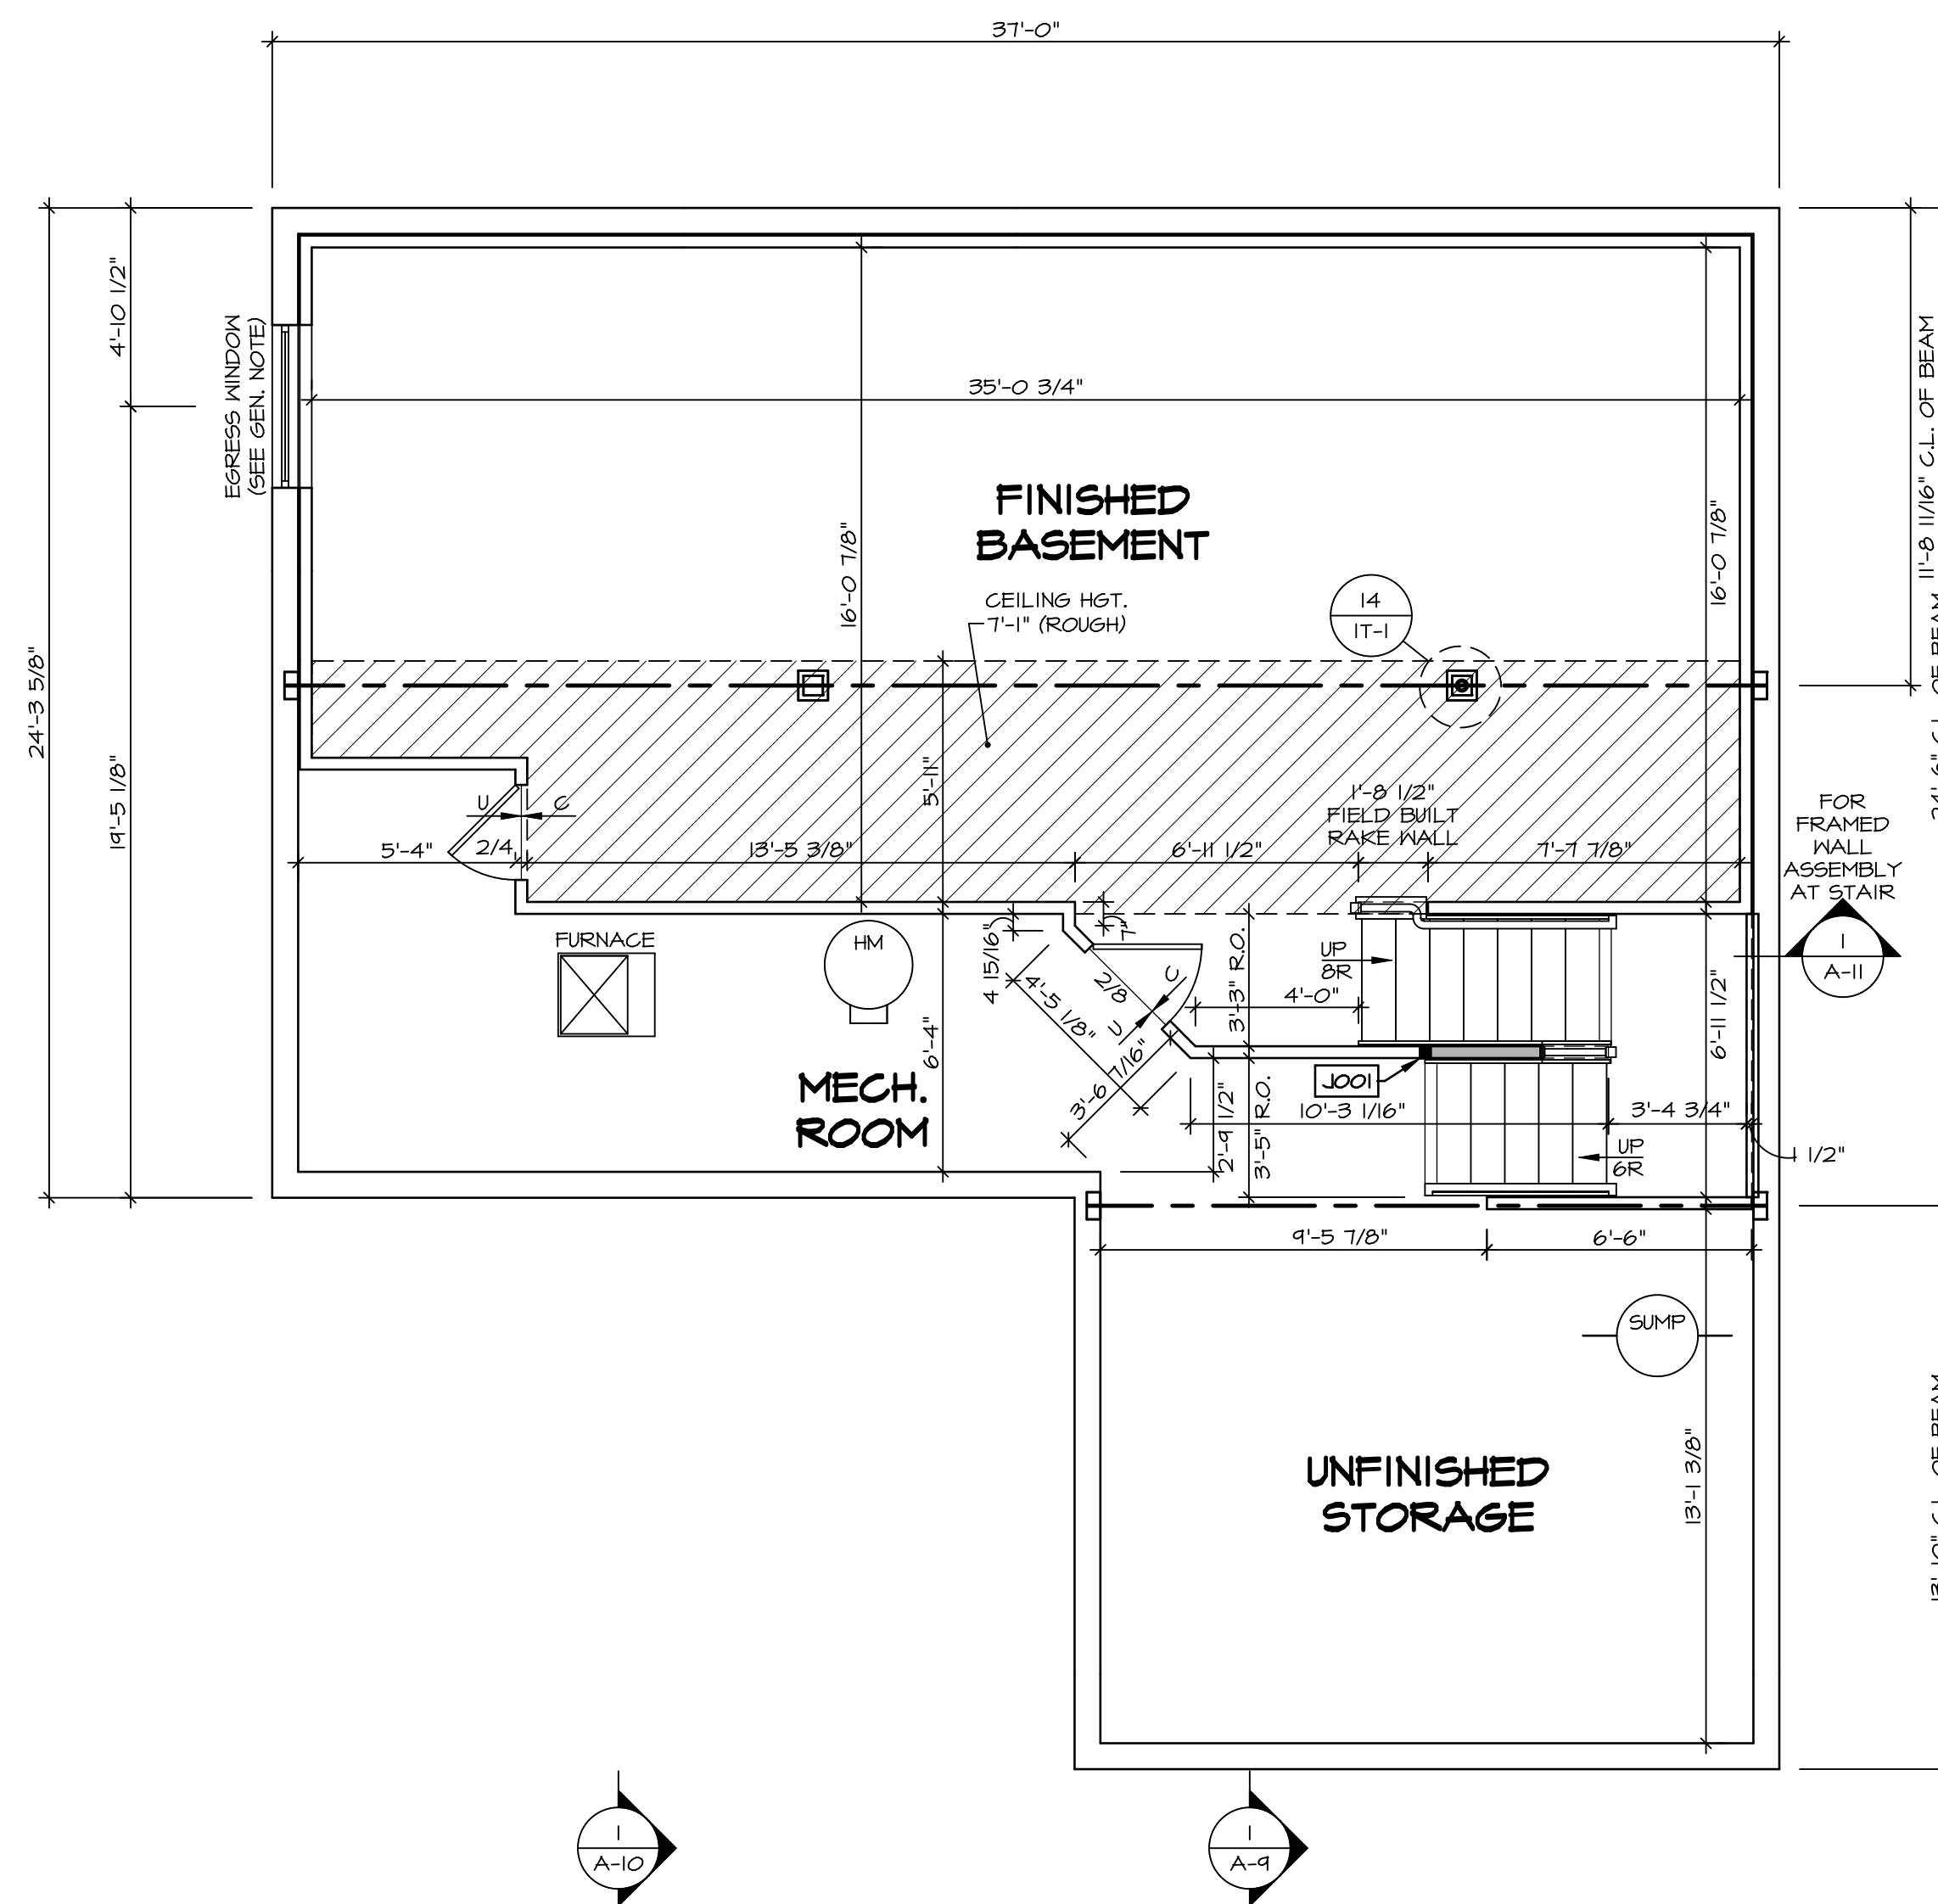 37'-0"
24'-3 5/8"
4'-10 1/2"
19'-5 1/8"
EGRESS WINDOW
(SEE GEN. NOTE)
35'-0 3/4"
FINISHED
BASEMENT
16'-0 7/8"
16'-0 7/8"
11'-8 11/16" C.L. OF BEAM
CEILING HGT.
7'-1" (ROUGH)
14
1T-1
5'-11"
1'-8 1/2"
FIELD BUILT
RAKE WALL
U
C
5'-4"
2/4
13'-5 3/8"
6'-11 1/2"
7'-7 7/8"
FOR
FRAMED
WALL
ASSEMBLY
AT STAIR
1
A-11
FURNACE
HW
4 15/16"
7"
4'-5 1/8"
2/8
C
U
3'-6 7/16"
3'-3" R.O.
4'-0"
UP
8R
6'-11 1/2"
6'-4"
MECH.
ROOM
J001
2'-9 1/2"
3'-5" R.O.
10'-3 1/16"
3'-4 3/4"
1 1/2"
UP
6R
9'-5 7/8"
6'-6"
SUMP
UNFINISHED
STORAGE
13'-1 3/8"
1
A-10
1
A-9